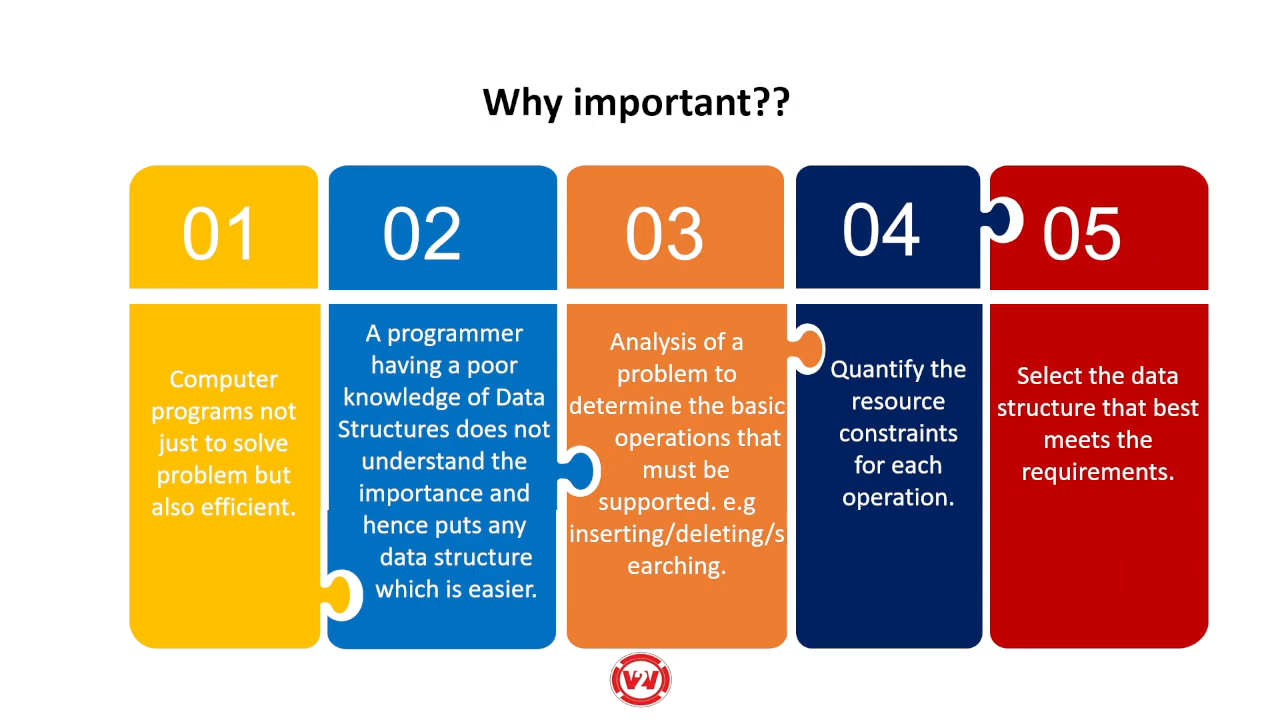 Why important??
01
Computer
programs not
just to solve
problem but
also efficient.
02
A programmer
having a poor
knowledge of Data
Structures does not
understand the
importance and
hence puts any
data structure
which is easier.
03
Analysis of a
problem to
determine the basic
operations that
must be
supported. e.g
inserting/deleting/s
earching.
04
Quantify the
resource
constraints
for each
operation.
05
Select the data
structure that best
meets the
requirements.
V2V